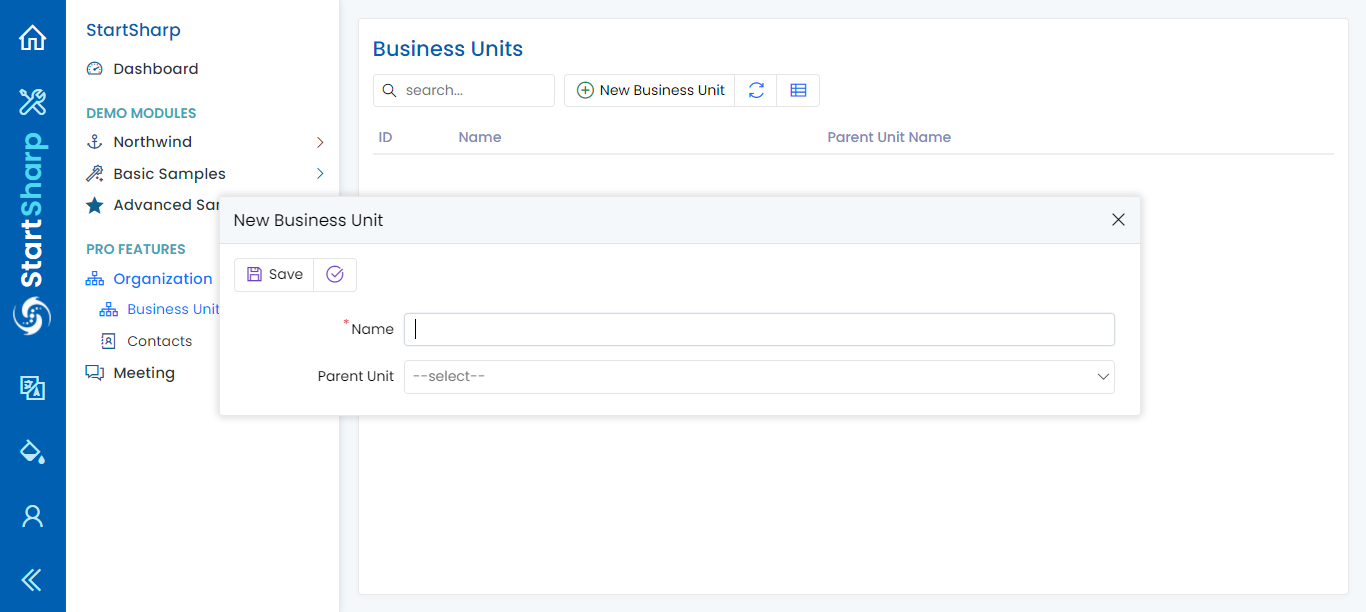 StartSharp
StartSharp
Dashboard
DEMO MODULES
Northwind
Basic Samples
Advanced Sar
PRO FEATURES
Organization
Business Unit
Contacts
Meeting
Business Units
search...
New Business Unit
ID Name Parent Unit Name
New Business Unit
Save
*Name
Parent Unit --select--